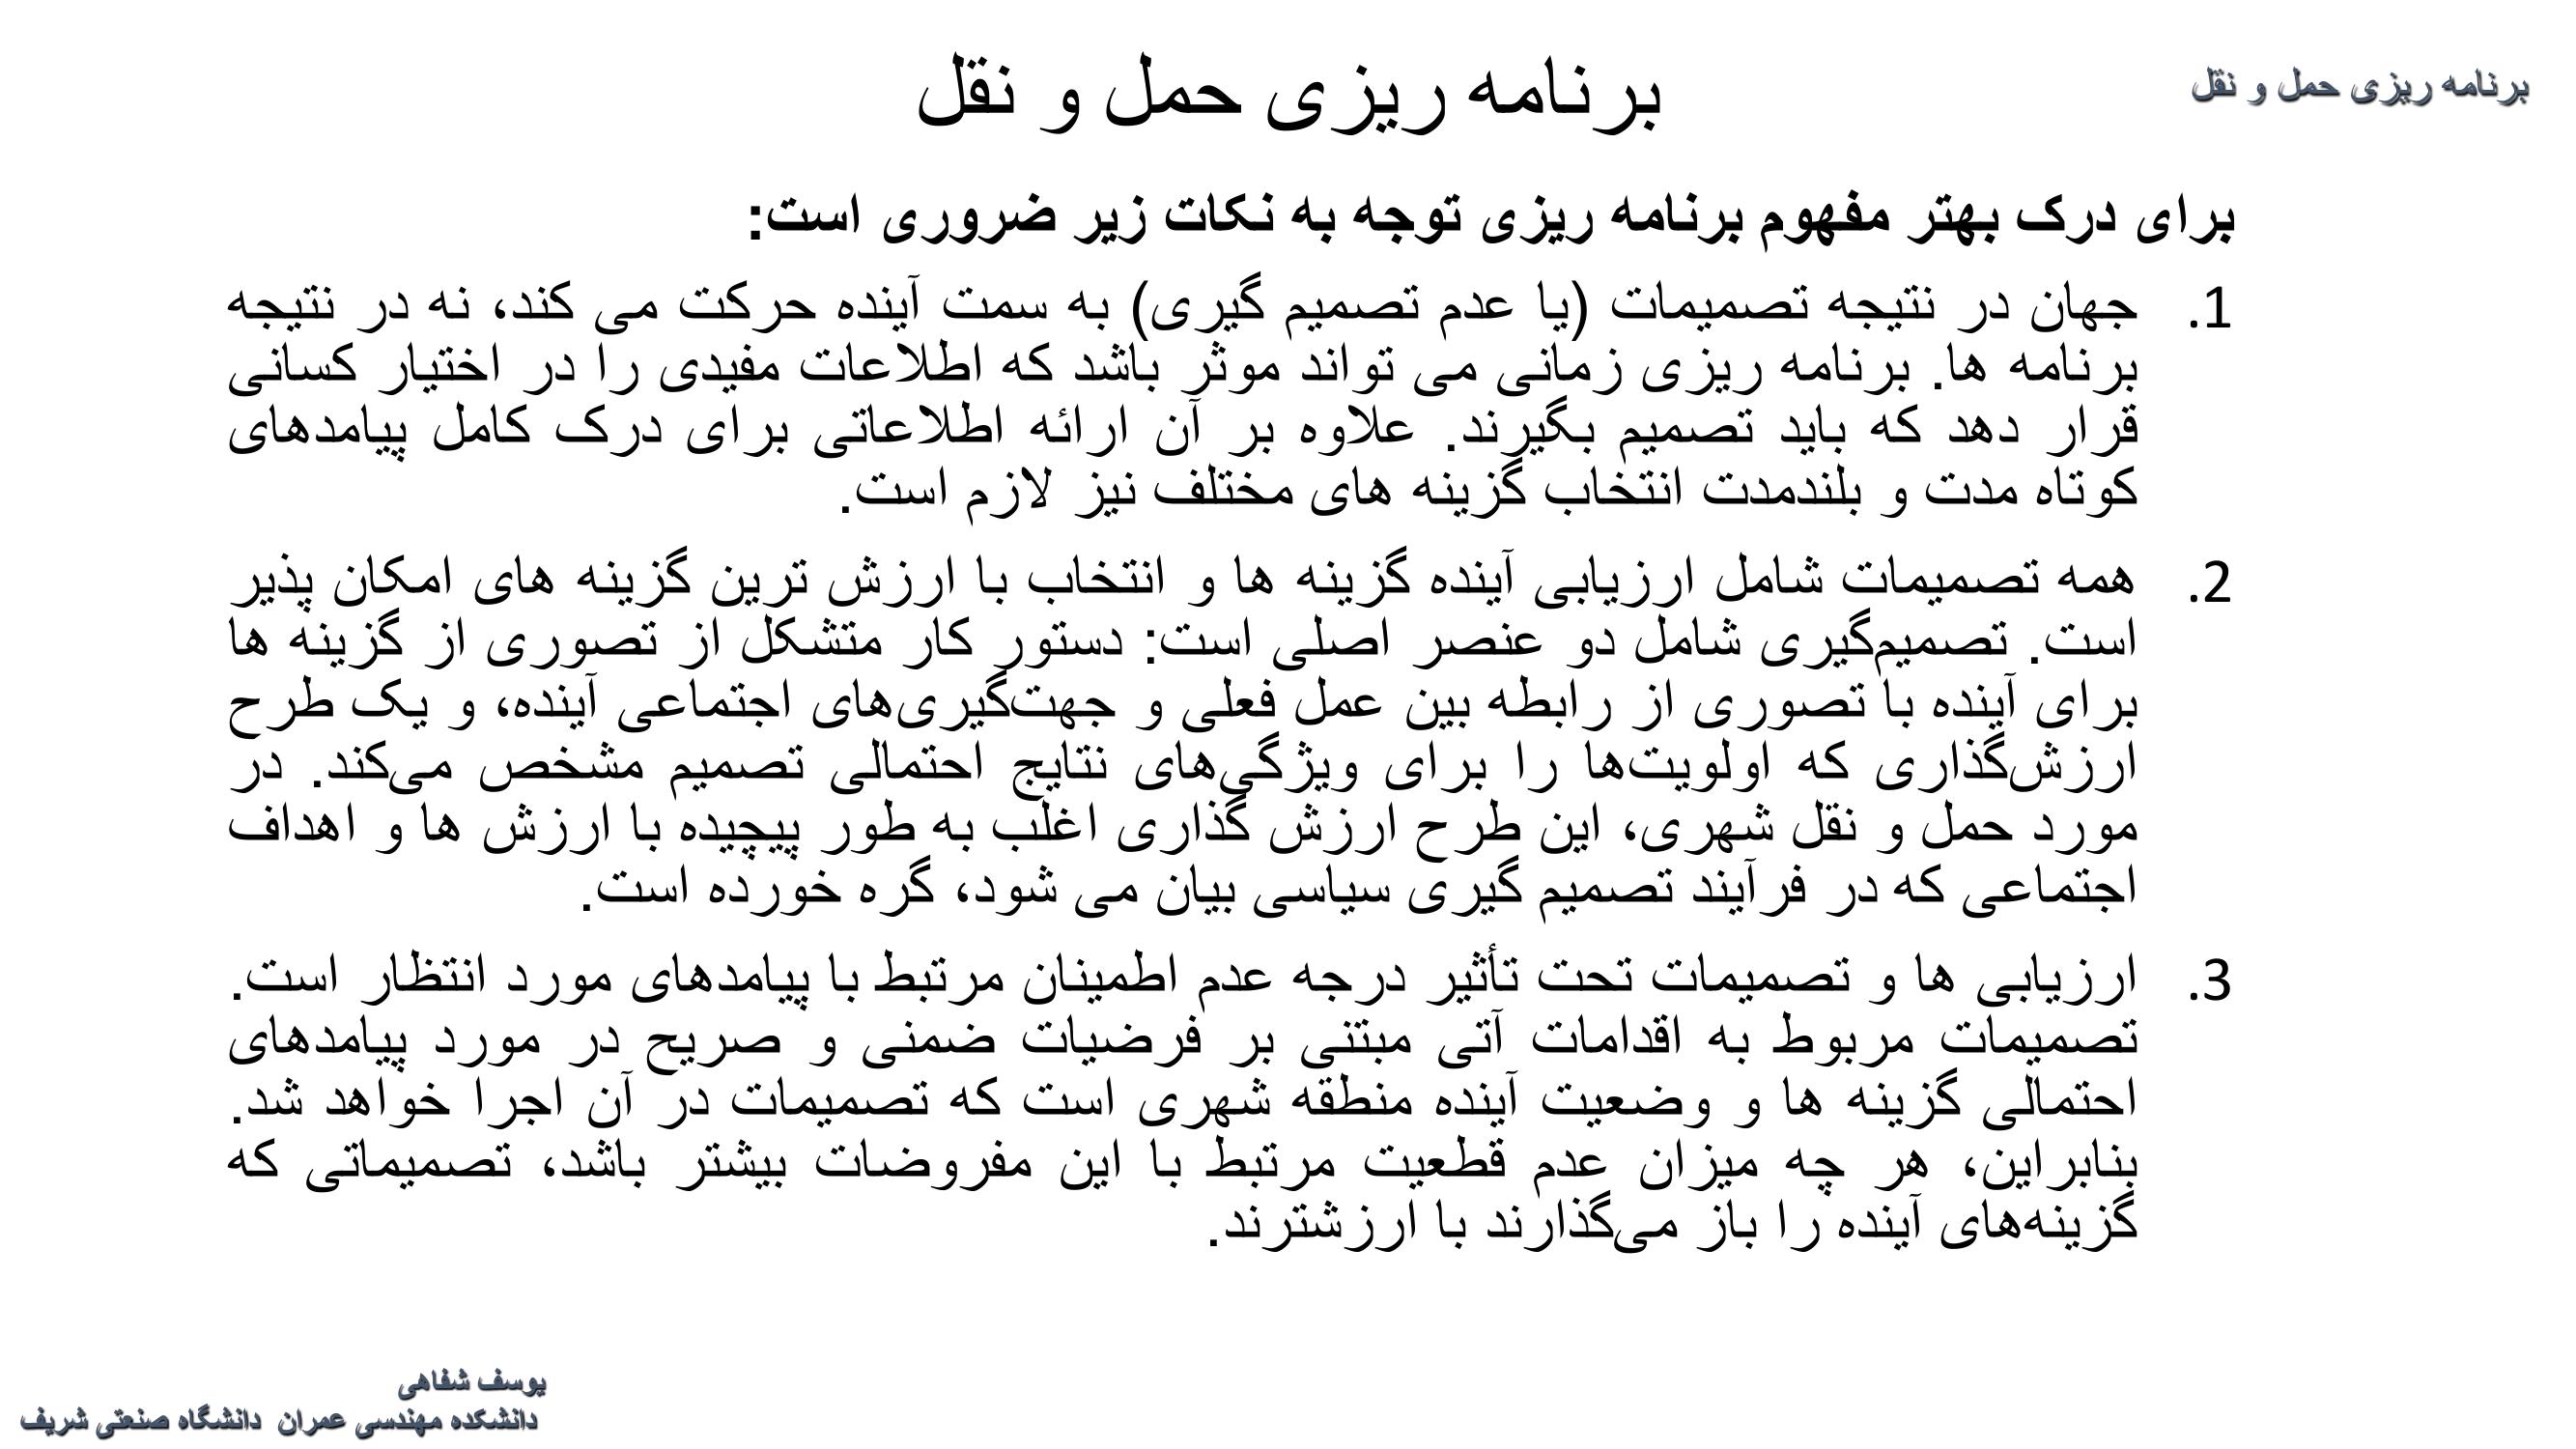 برنامه ریزی حمل و نقل
برنامه ریزی حمل و نقل
برای درک بهتر مفهوم برنامه ریزی توجه به نکات زیر ضروری است:
1. جهان در نتیجه تصمیمات (یا عدم تصمیم گیری) به سمت آینده حرکت می کند، نه در نتیجه
برنامه ها. برنامه ریزی زمانی می تواند موثر باشد که اطلاعات مفیدی را در اختیار کسانی
قرار دهد که باید تصمیم بگیرند. علاوه بر آن ارائه اطلاعاتی برای درک کامل پیامدهای
کوتاه مدت و بلندمدت انتخاب گزینه های مختلف نیز لازم است.
2. همه تصمیمات شامل ارزیابی آینده گزینه ها و انتخاب با ارزش ترین گزینه های امکان پذیر
است. تصمیم‌گیری شامل دو عنصر اصلی است: دستور کار متشکل از تصوری از گزینه ها
برای آینده با تصوری از رابطه بین عمل فعلی و جهت‌گیری‌های اجتماعی آینده، و یک طرح
ارزش‌گذاری که اولویت‌ها را برای ویژگی‌های نتایج احتمالی تصمیم مشخص می‌کند. در
مورد حمل و نقل شهری، این طرح ارزش گذاری اغلب به طور پیچیده با ارزش ها و اهداف
اجتماعی که در فرآیند تصمیم گیری سیاسی بیان می شود، گره خورده است.
3. ارزیابی ها و تصمیمات تحت تأثیر درجه عدم اطمینان مرتبط با پیامدهای مورد انتظار است.
تصمیمات مربوط به اقدامات آتی مبتنی بر فرضیات ضمنی و صریح در مورد پیامدهای
احتمالی گزینه ها و وضعیت آینده منطقه شهری است که تصمیمات در آن اجرا خواهد شد.
بنابراین، هر چه میزان عدم قطعیت مرتبط با این مفروضات بیشتر باشد، تصمیماتی که
گزینه‌های آینده را باز می‌گذارند با ارزشترند.
یوسف شفاهی
دانشکده مهندسی عمران دانشگاه صنعتی شریف